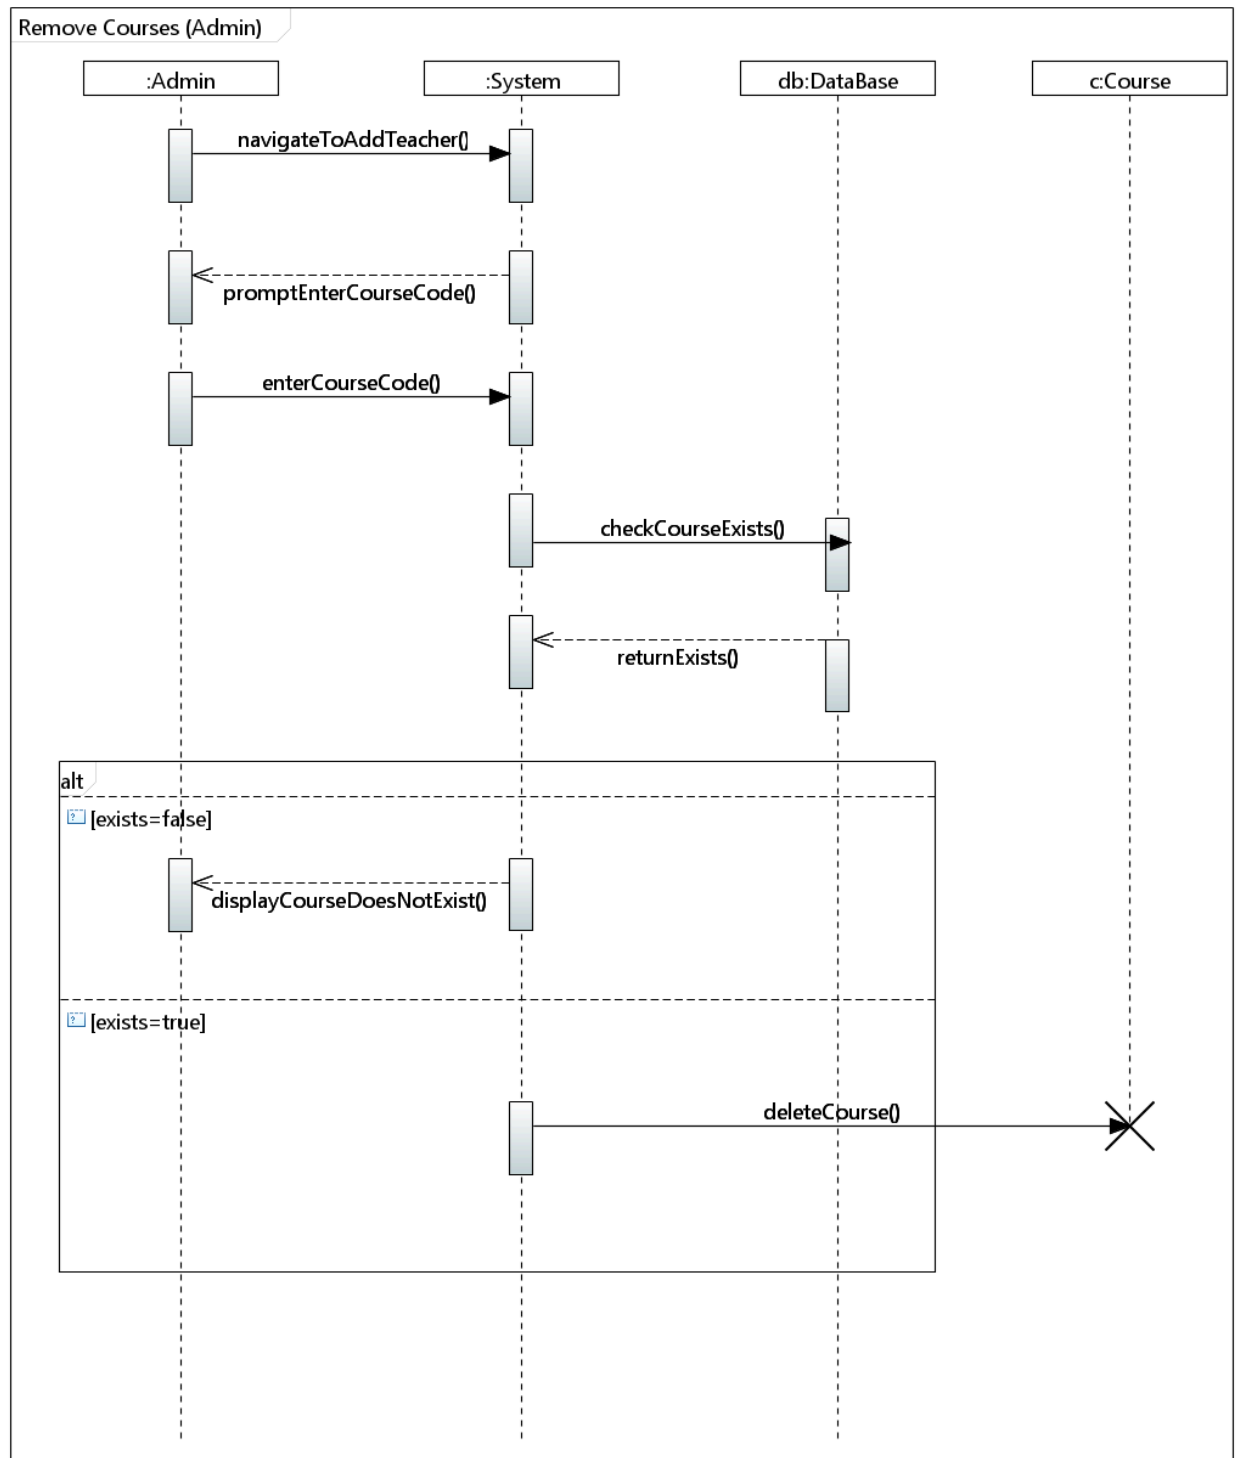 Remove Courses (Admin)
:Admin
:System
db:DataBase
c:Course
navigateToAddTeacher()
promptEnterCourseCode()
enterCourseCode()
checkCourseExists()
returnExists()
alt
[exists=false]
displayCourseDoesNotExist()
[exists=true]
deleteCourse()